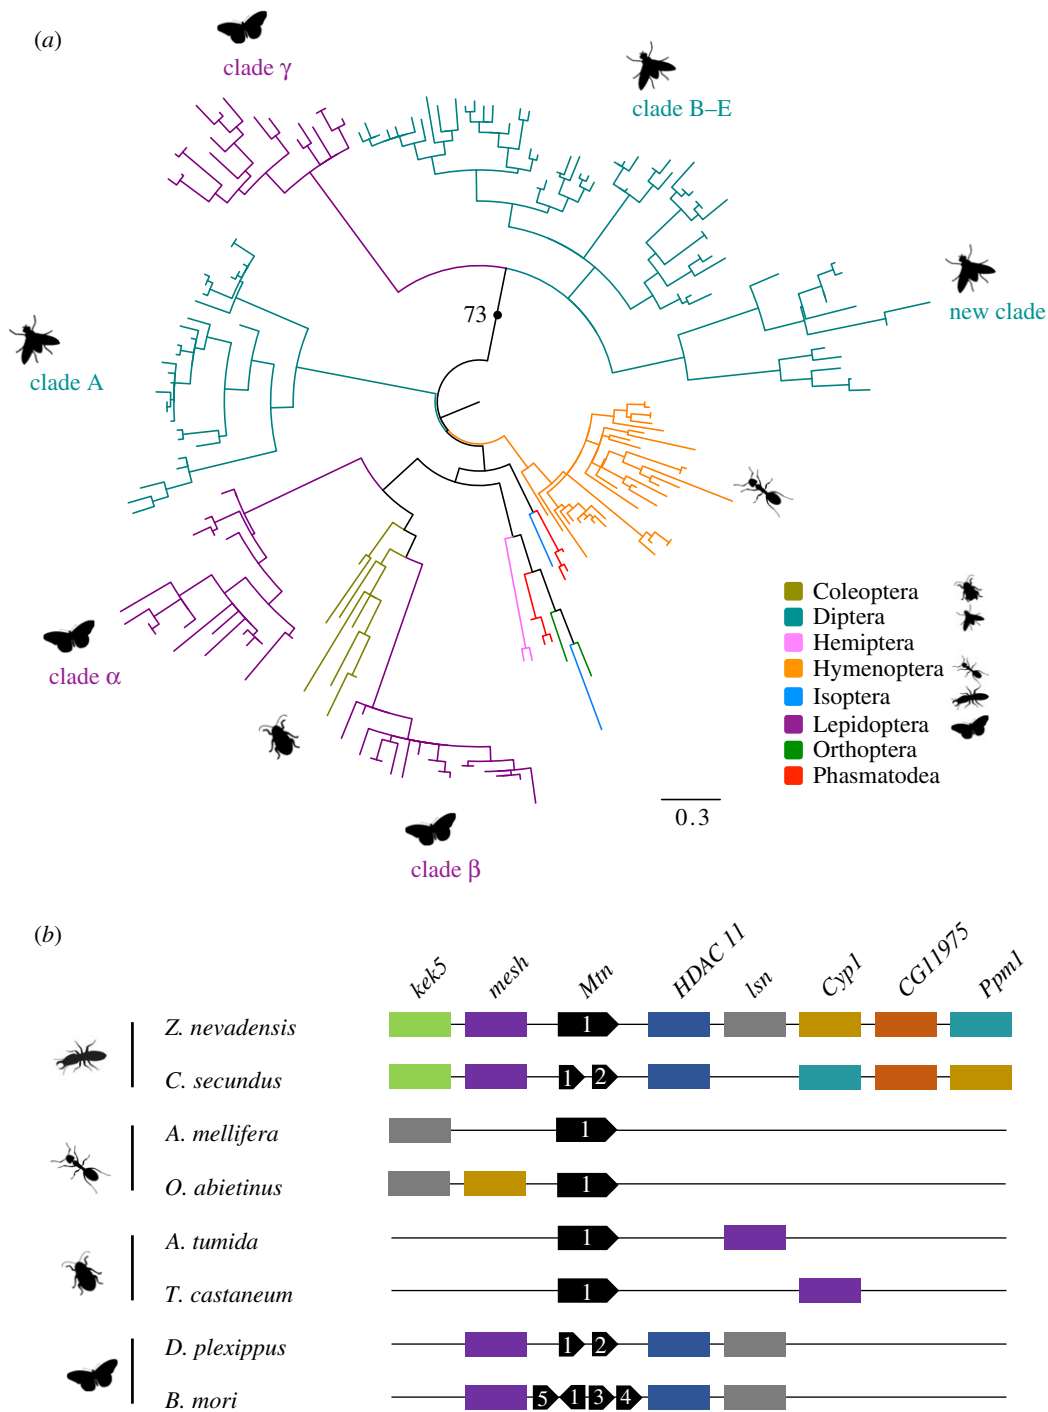 (a)
clade γ
clade B–E
new clade
clade A
73
clade α
clade β
Coleoptera
Diptera
Hemiptera
Hymenoptera
Isoptera
Lepidoptera
Orthoptera
Phasmatodea
0.3
(b)
kek5 mesh Mtn HDAC 11 lsn Cyp1 CG11975 Ppm1
Z. nevadensis 1
C. secundus 1 2
A. mellifera 1
O. abietinus 1
A. tumida 1
T. castaneum 1
D. plexippus 1 2
B. mori 5 1 3 4